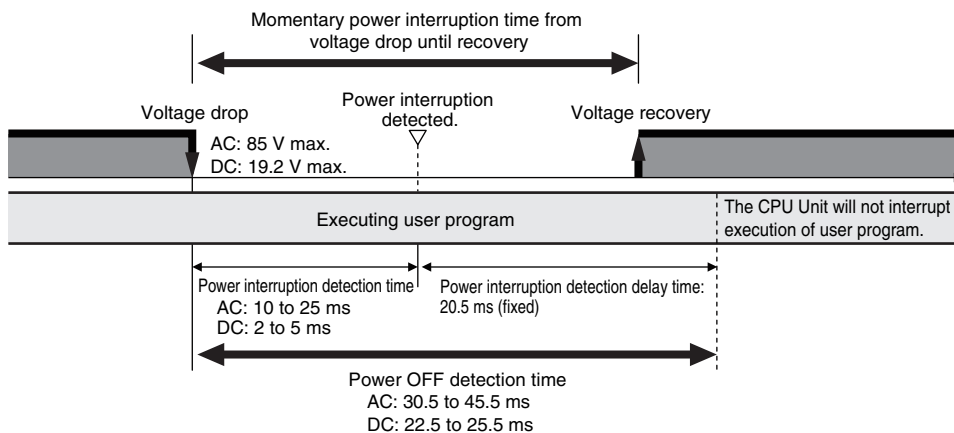 Momentary power interruption time from
voltage drop until recovery
Voltage drop
Power interruption
detected.
Voltage recovery
AC: 85 V max.
DC: 19.2 V max.
Executing user program
The CPU Unit will not interrupt
execution of user program.
Power interruption detection time
AC: 10 to 25 ms
DC: 2 to 5 ms
Power interruption detection delay time:
20.5 ms (fixed)
Power OFF detection time
AC: 30.5 to 45.5 ms
DC: 22.5 to 25.5 ms